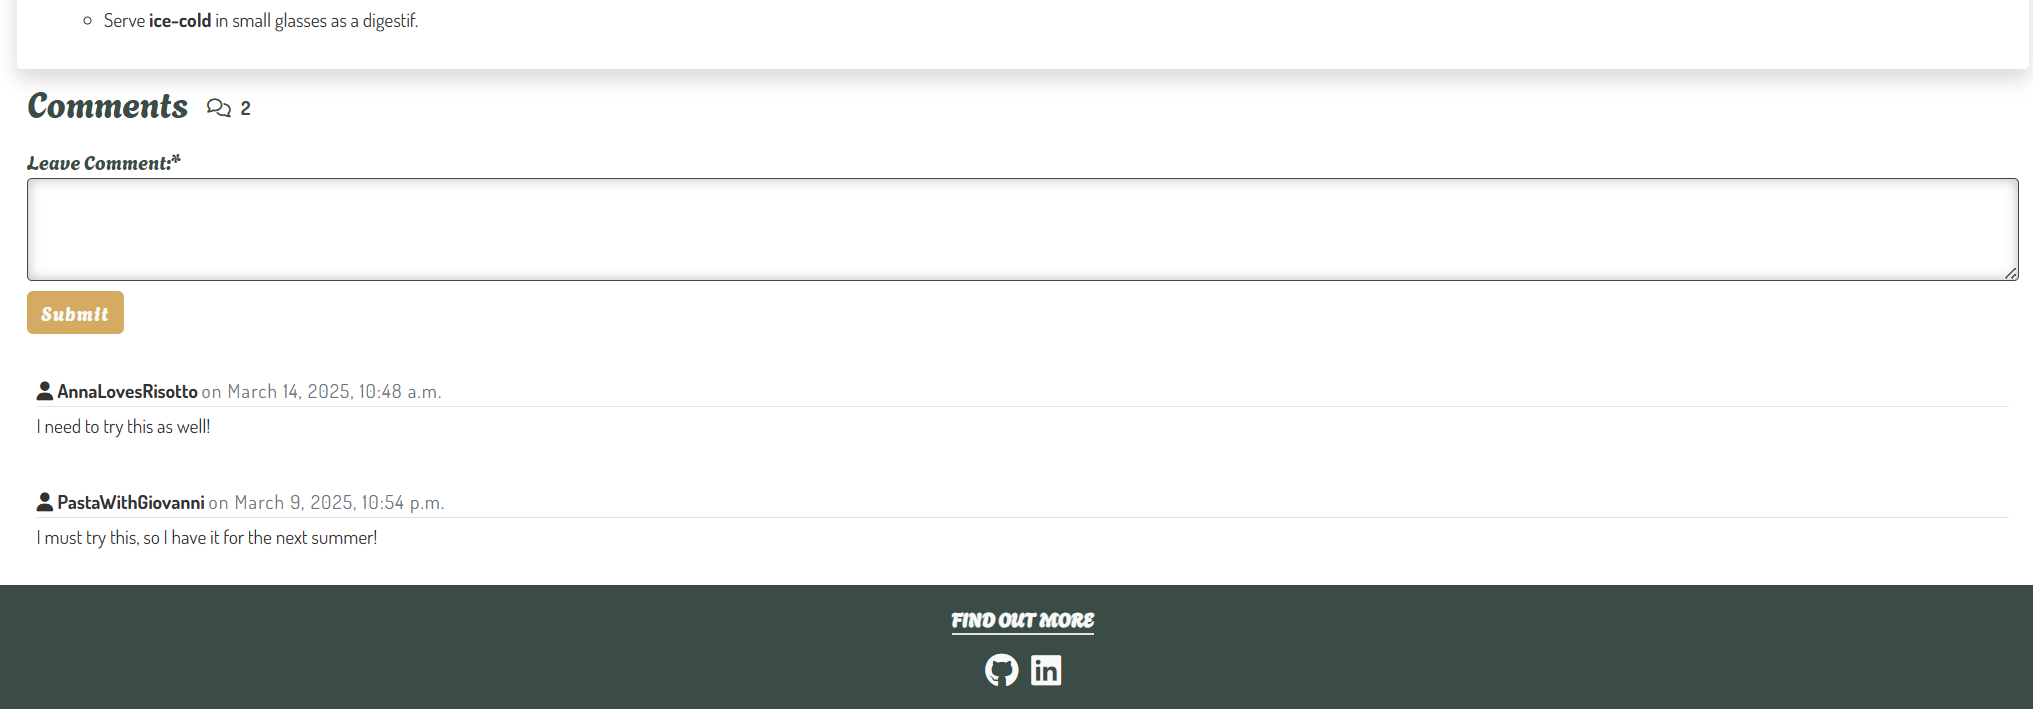 Serve ice-cold in small glasses as a digestif.
Comments 2
Leave Comment:*
Submit
AnnaLovesRisotto on March 14, 2025, 10:48 a.m.
I need to try this as well!
PastaWithGiovanni on March 9, 2025, 10:54 p.m.
I must try this, so I have it for the next summer!
FIND OUT MORE
in